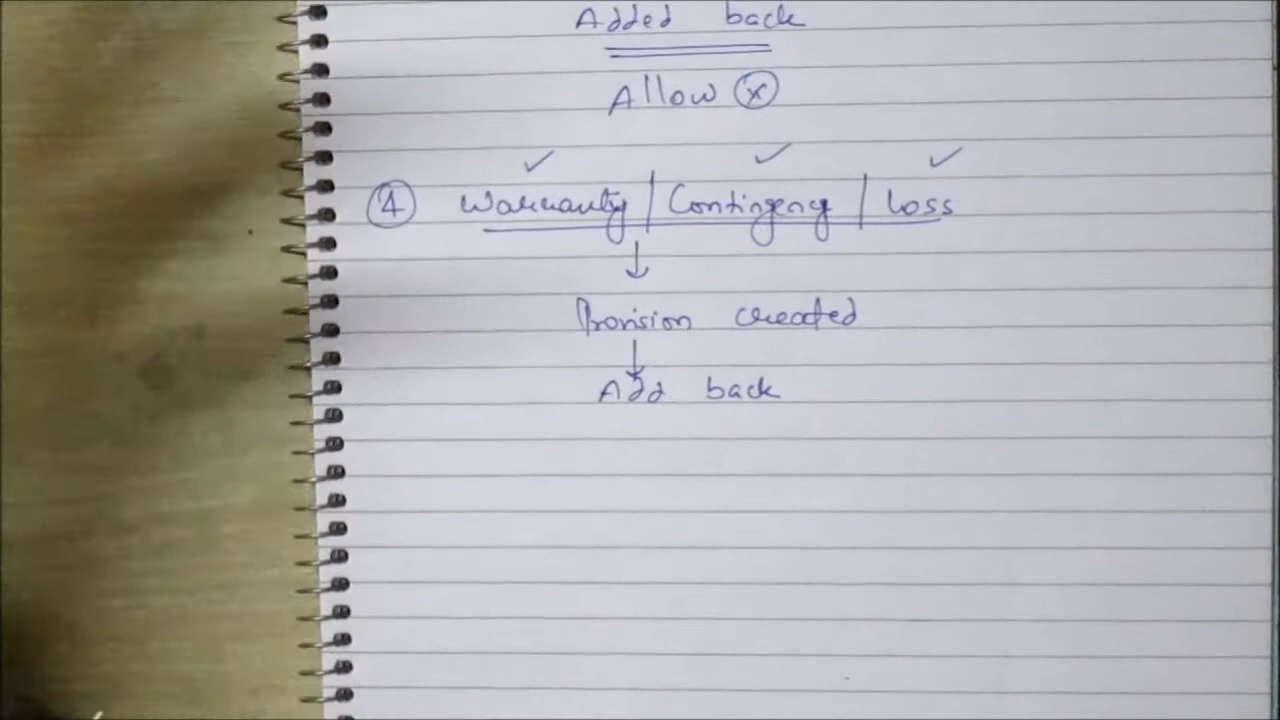 Added back
Allow ⓧ
✓ ✓ ✓
④ Warranty | Contingency | Loss
↓
Provision created
↓
Add back